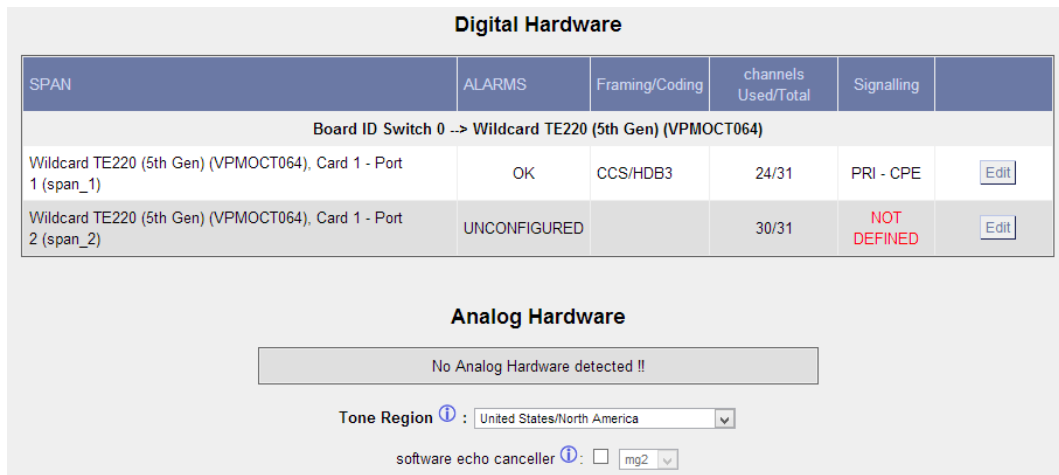 Digital Hardware
SPAN ALARMS Framing/Coding channels Used/Total Signalling
Board ID Switch 0 --> Wildcard TE220 (5th Gen) (VPMOCT064)
Wildcard TE220 (5th Gen) (VPMOCT064), Card 1 - Port
1 (span_1) OK CCS/HDB3 24/31 PRI - CPE Edit
Wildcard TE220 (5th Gen) (VPMOCT064), Card 1 - Port
2 (span_2) UNCONFIGURED 30/31 NOT DEFINED Edit
Analog Hardware
No Analog Hardware detected !!
Tone Region i : United States/North America
software echo canceller i: mg2